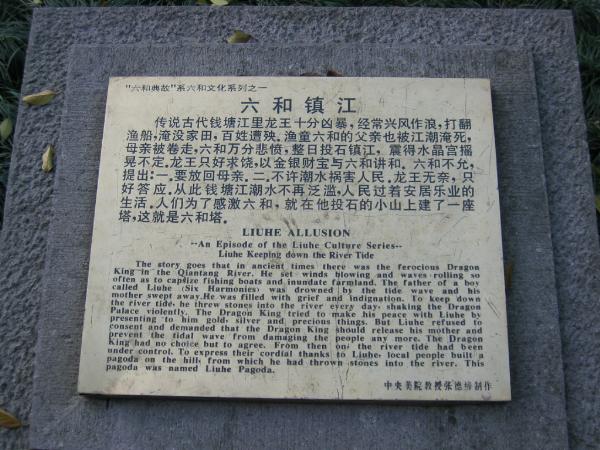 "六和典故"系六和文化系列之一
六和镇江
传说古代钱塘江里龙王十分凶暴，经常兴风作浪，打翻
渔船，淹没家田，百姓遭殃。渔童六和的父亲也被江潮淹死，
母亲被卷走，六和万分悲愤，整日投石镇江，震得水晶宫摇
晃不定。龙王只好求饶，以金银财宝与六和讲和。六和不允，
提出：一.要放回母亲。二.不许潮水祸害人民。龙王无奈，只
好答应。从此钱塘江潮水不再泛滥，人民过着安居乐业的
生活。人们为了感激六和，就在他投石的小山上建了一座
塔，这就是六和塔。
LIUHE ALLUSION
--An Episode of the Liuhe Culture Series--
Liuhe Keeping down the River Tide
The story goes that in ancient times there was the ferocious Dragon
King in the Qiantang River. He set winds blowing and waves rolling so
often as to capsize fishing boats and inundate farmland. The father of a boy
called Liuhe (Six Harmonies) was drowned by the tide wave and his
mother swept away.He was filled with grief and indignation. To keep down
the river tide, he threw stones into the river every day, shaking the Dragon
Palace violently. The Dragon King tried to make his peace with Liuhe by
presenting to him gold, silver and precious things. But Liuhe refused to
consent and demanded that the Dragon King should release his mother and
prevent the tidal wave from damaging the people any more. The Dragon
King had no choice but to agree. From then on, the river tide had been
under control. To express their cordial thanks to Liuhe, local people built a
pagoda on the hill, from which he had thrown stones into the river. This
pagoda was named Liuhe Pagoda.
中央美院教授张德蒂制作